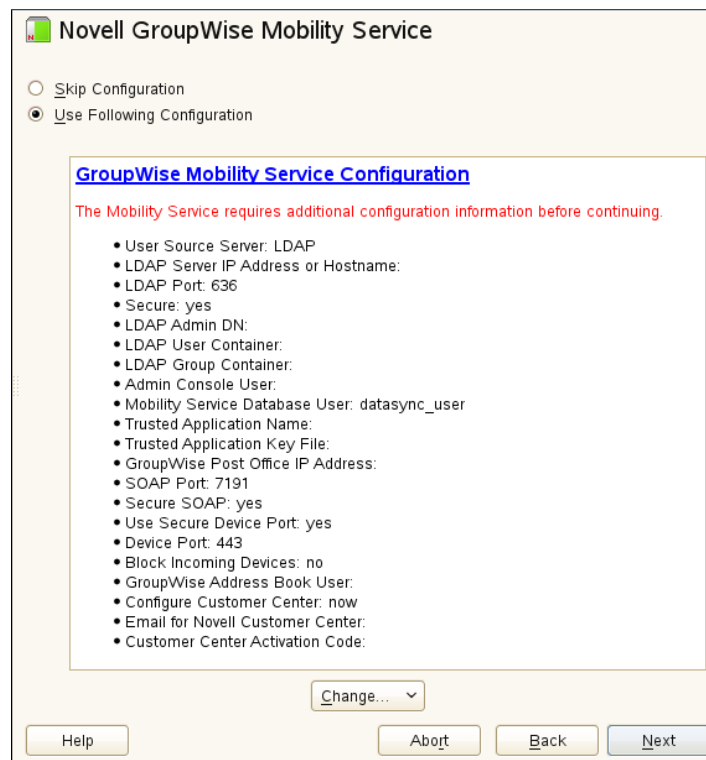 Novell GroupWise Mobility Service
Skip Configuration
Use Following Configuration
GroupWise Mobility Service Configuration
The Mobility Service requires additional configuration information before continuing.
• User Source Server: LDAP
• LDAP Server IP Address or Hostname:
• LDAP Port: 636
• Secure: yes
• LDAP Admin DN:
• LDAP User Container:
• LDAP Group Container:
• Admin Console User:
• Mobility Service Database User: datasync_user
• Trusted Application Name:
• Trusted Application Key File:
• GroupWise Post Office IP Address:
• SOAP Port: 7191
• Secure SOAP: yes
• Use Secure Device Port: yes
• Device Port: 443
• Block Incoming Devices: no
• GroupWise Address Book User:
• Configure Customer Center: now
• Email for Novell Customer Center:
• Customer Center Activation Code:
Change...
Help Abort Back Next